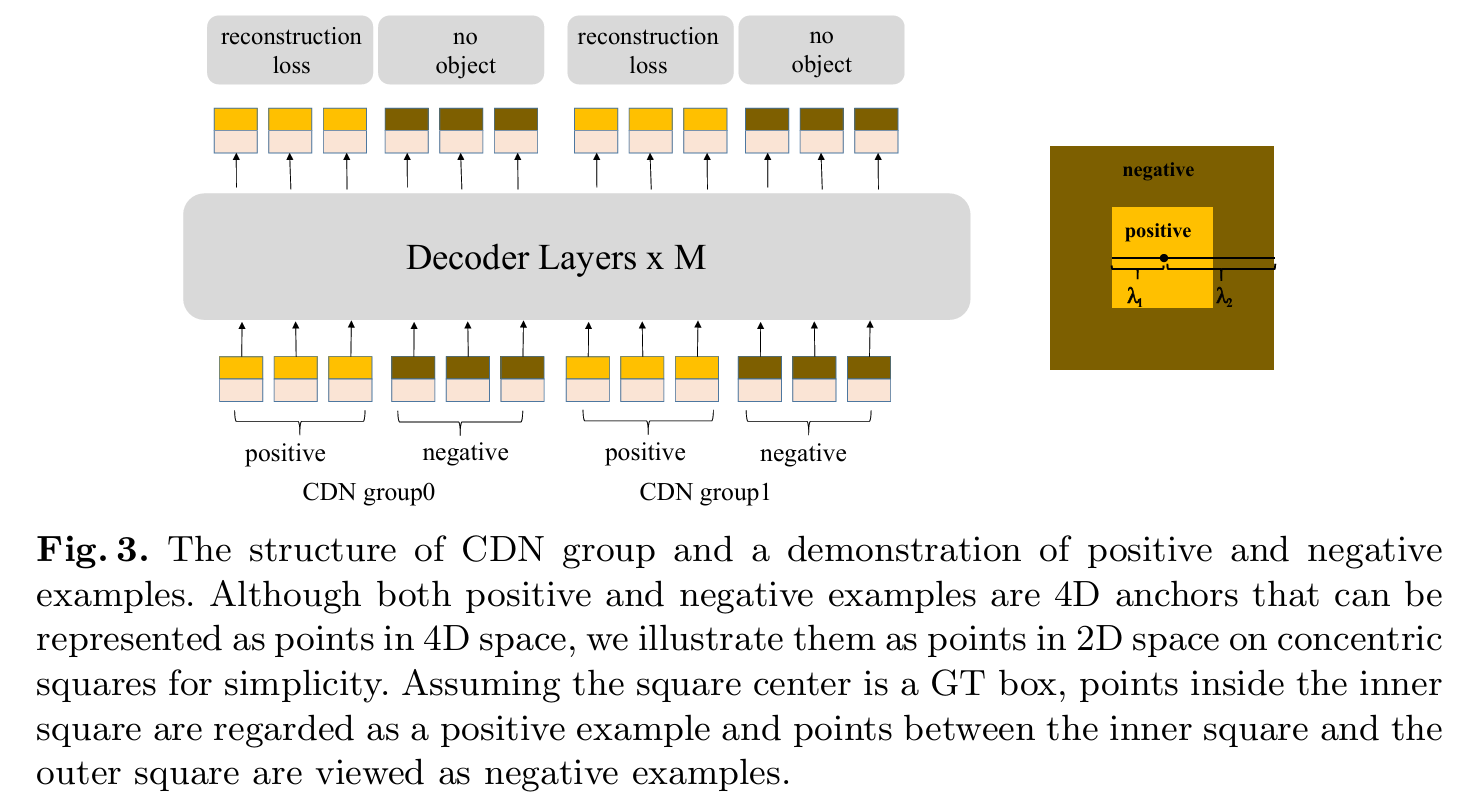 reconstruction
loss
no
object
reconstruction
loss
no
object
Decoder Layers x M
positive
negative
positive
negative
CDN group0
CDN group1
negative
positive
λ1
λ2
Fig. 3. The structure of CDN group and a demonstration of positive and negative
examples. Although both positive and negative examples are 4D anchors that can be
represented as points in 4D space, we illustrate them as points in 2D space on concentric
squares for simplicity. Assuming the square center is a GT box, points inside the inner
square are regarded as a positive example and points between the inner square and the
outer square are viewed as negative examples.